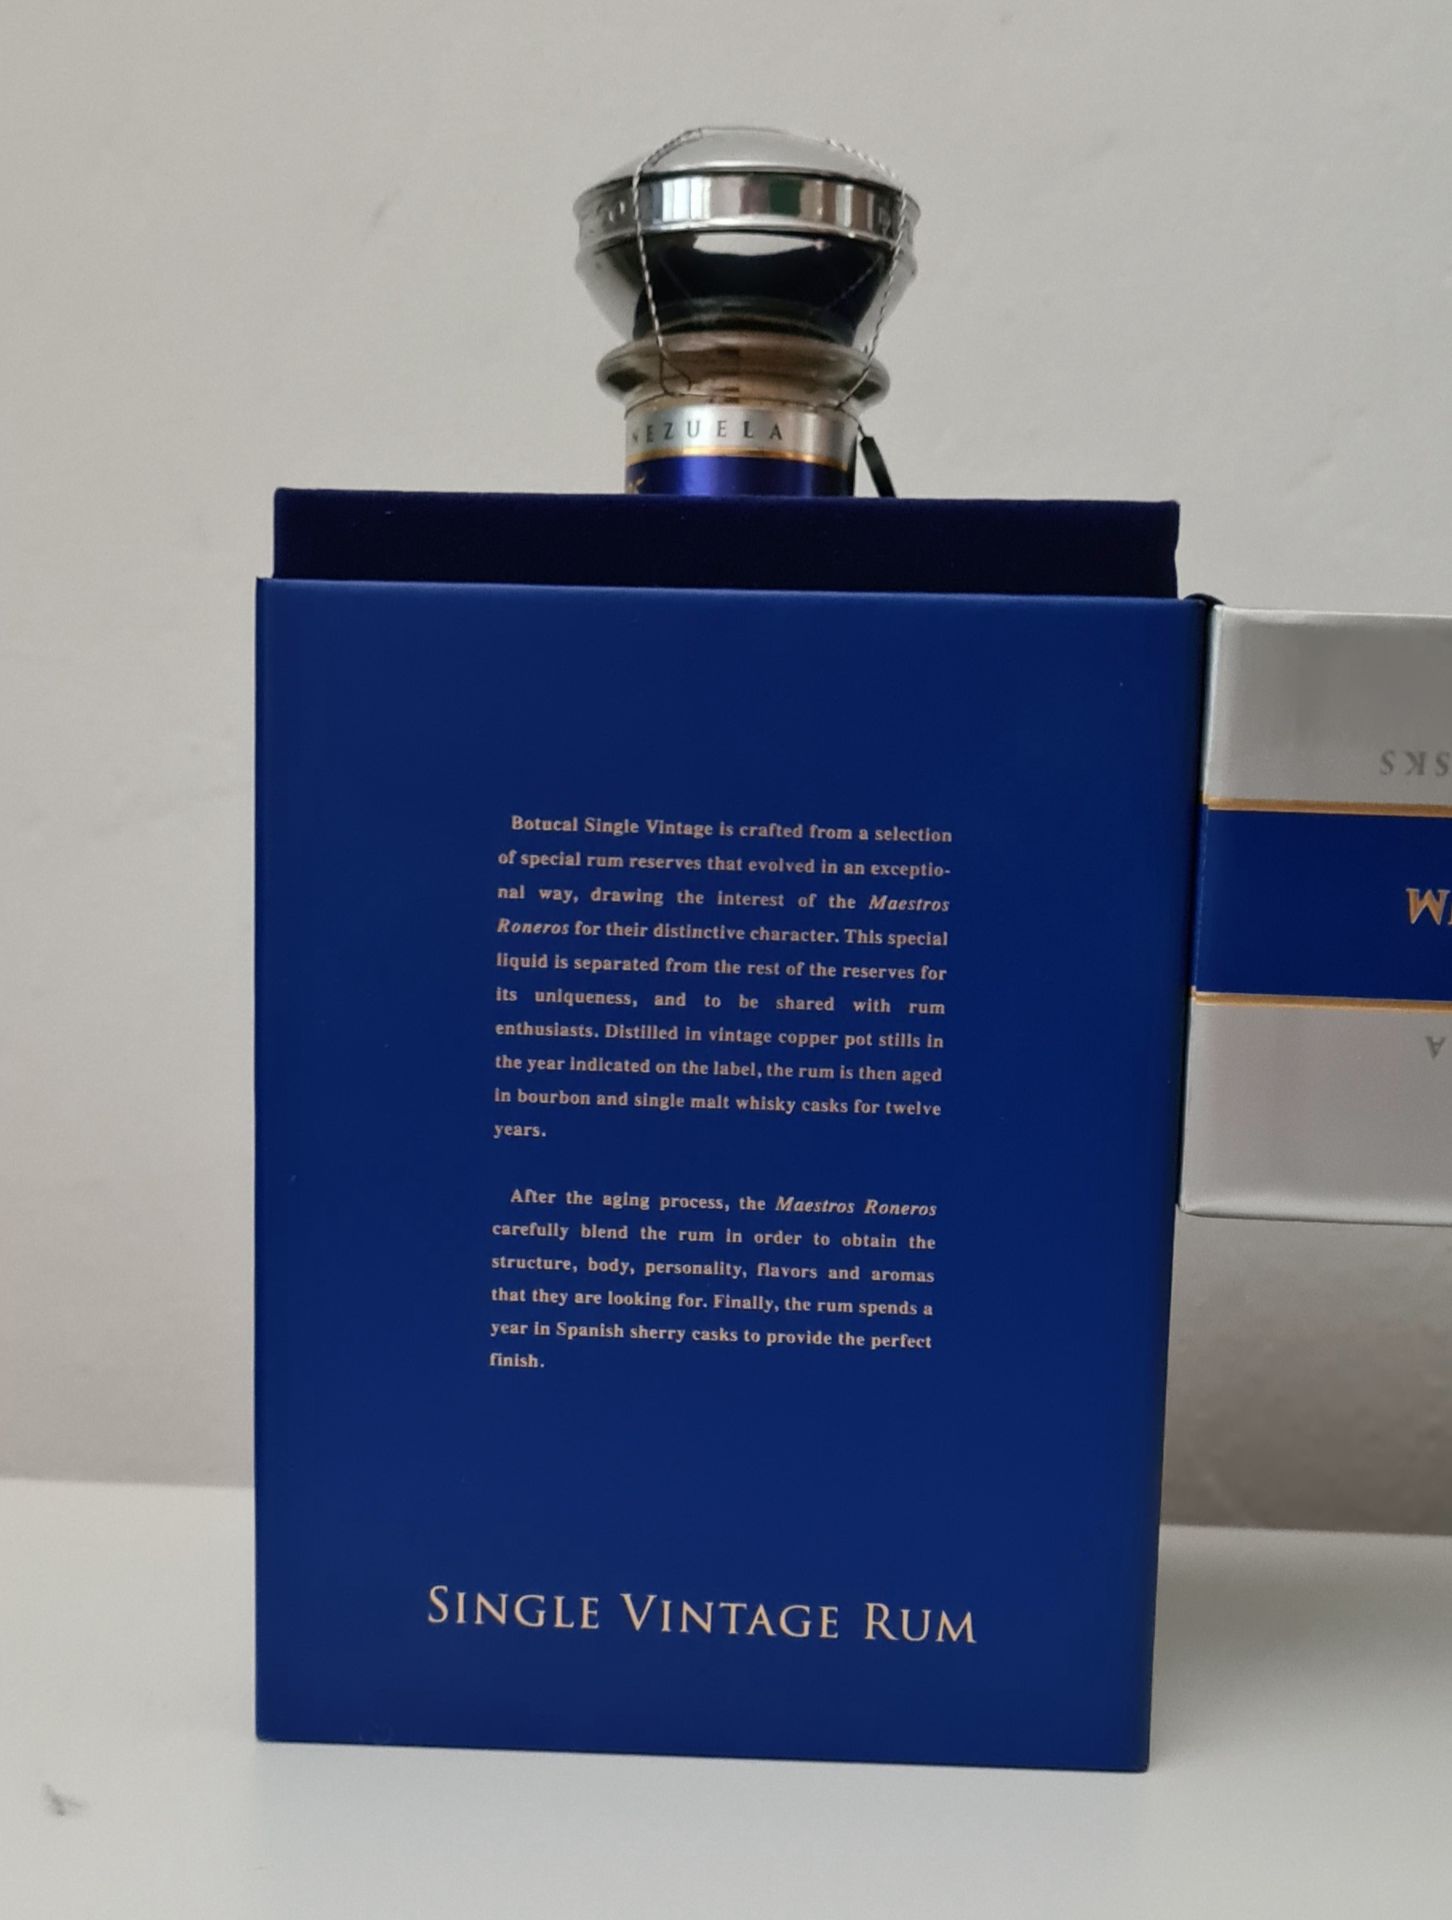 NEZUELA
Botucal Single Vintage is crafted from a selection
of special rum reserves that evolved in an exceptio-
nal way, drawing the interest of the Maestros
Roneros for their distinctive character. This special
liquid is separated from the rest of the reserves for
its uniqueness, and to be shared with rum
enthusiasts. Distilled in vintage copper pot stills in
the year indicated on the label, the rum is then aged
in bourbon and single malt whisky casks for twelve
years.
After the aging process, the Maestros Roneros
carefully blend the rum in order to obtain the
structure, body, personality, flavors and aromas
that they are looking for. Finally, the rum spends a
year in Spanish sherry casks to provide the perfect
finish.
SINGLE VINTAGE RUM
SKS
A